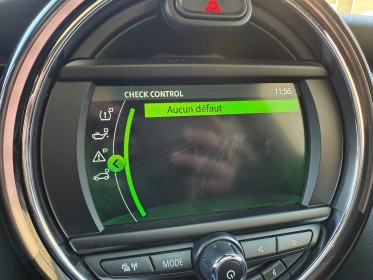 CHECK CONTROL
11:56
Aucun défaut
MODE